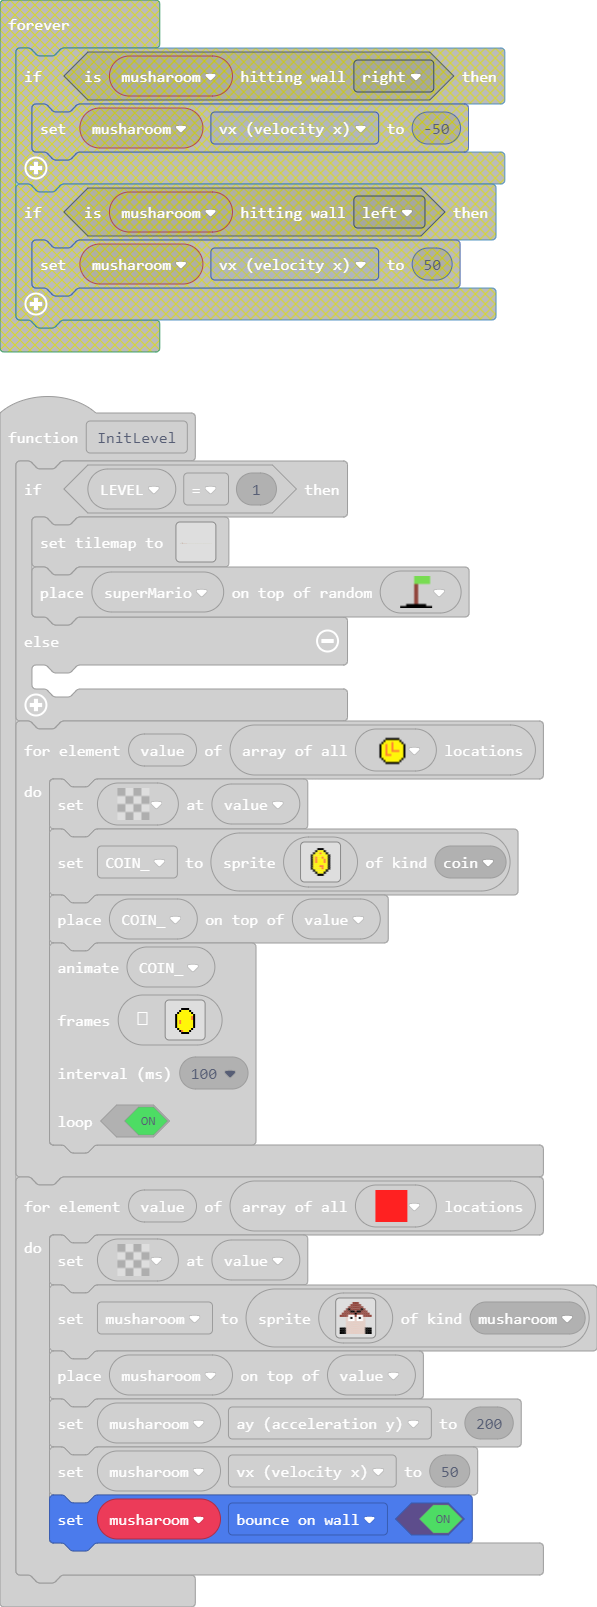 forever
if is musharoom hitting wall right then
set musharoom vx (velocity x) to -50
if is musharoom hitting wall left then
set musharoom vx (velocity x) to 50
function InitLevel
if LEVEL = 1 then
set tilemap to
place superMario on top of random
else
for element value of array of all locations
do
set at value
set COIN_ to sprite of kind coin
place COIN_ on top of value
animate COIN_
frames
interval (ms) 100
loop ON
for element value of array of all locations
do
set at value
set musharoom to sprite of kind musharoom
place musharoom on top of value
set musharoom ay (acceleration y) to 200
set musharoom vx (velocity x) to 50
set musharoom bounce on wall ON